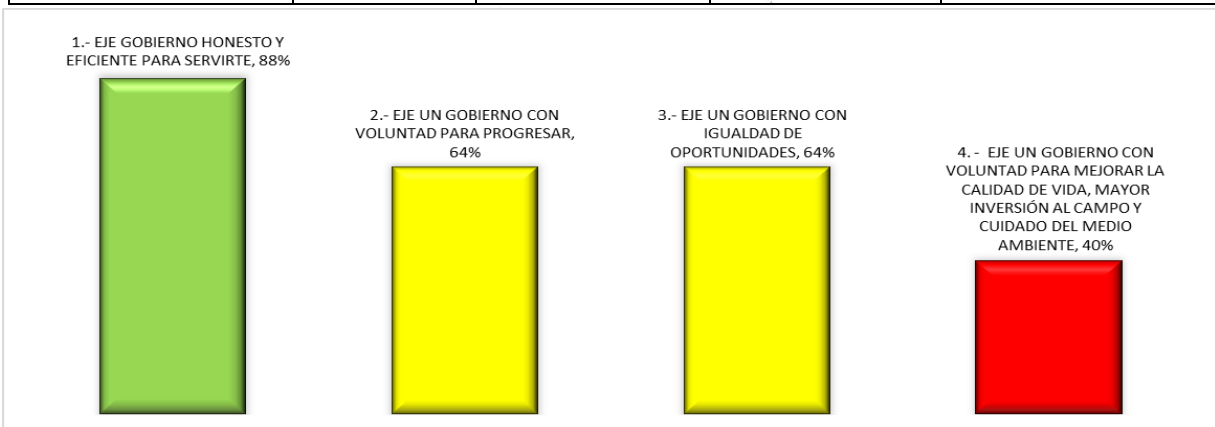 1.- EJE GOBIERNO HONESTO Y
EFICIENTE PARA SERVIRTE, 88%
2.- EJE UN GOBIERNO CON
VOLUNTAD PARA PROGRESAR,
64%
3.- EJE UN GOBIERNO CON
IGUALDAD DE
OPORTUNIDADES, 64%
4. - EJE UN GOBIERNO CON
VOLUNTAD PARA MEJORAR LA
CALIDAD DE VIDA, MAYOR
INVERSIÓN AL CAMPO Y
CUIDADO DEL MEDIO
AMBIENTE, 40%